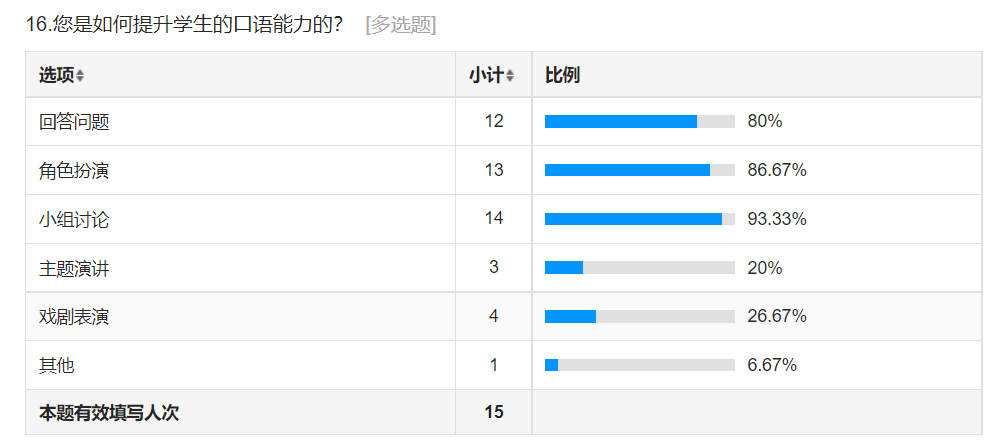 16.您是如何提升学生的口语能力的？ [多选题]
选项 小计 比例
回答问题 12 80%
角色扮演 13 86.67%
小组讨论 14 93.33%
主题演讲 3 20%
戏剧表演 4 26.67%
其他 1 6.67%
本题有效填写人次 15